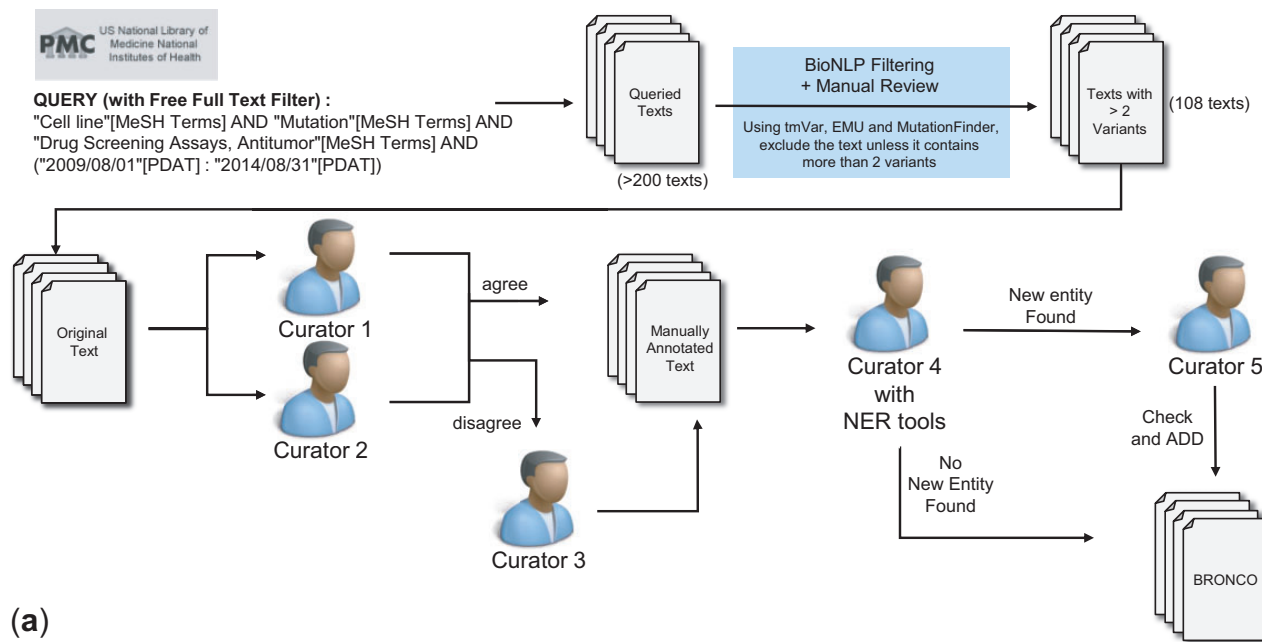 PMC
US National Library of
Medicine National
Institutes of Health
QUERY (with Free Full Text Filter) :
"Cell line"[MeSH Terms] AND "Mutation"[MeSH Terms] AND
"Drug Screening Assays, Antitumor"[MeSH Terms] AND
("2009/08/01"[PDAT] : "2014/08/31"[PDAT])
Queried
Texts
(>200 texts)
BioNLP Filtering
+ Manual Review
Using tmVar, EMU and MutationFinder,
exclude the text unless it contains
more than 2 variants
Texts with
> 2
Variants
(108 texts)
Original
Text
Curator 1
Curator 2
agree
disagree
Curator 3
Manually
Annotated
Text
Curator 4
with
NER tools
New entity
Found
No
New Entity
Found
Curator 5
Check
and ADD
BRONCO
(a)